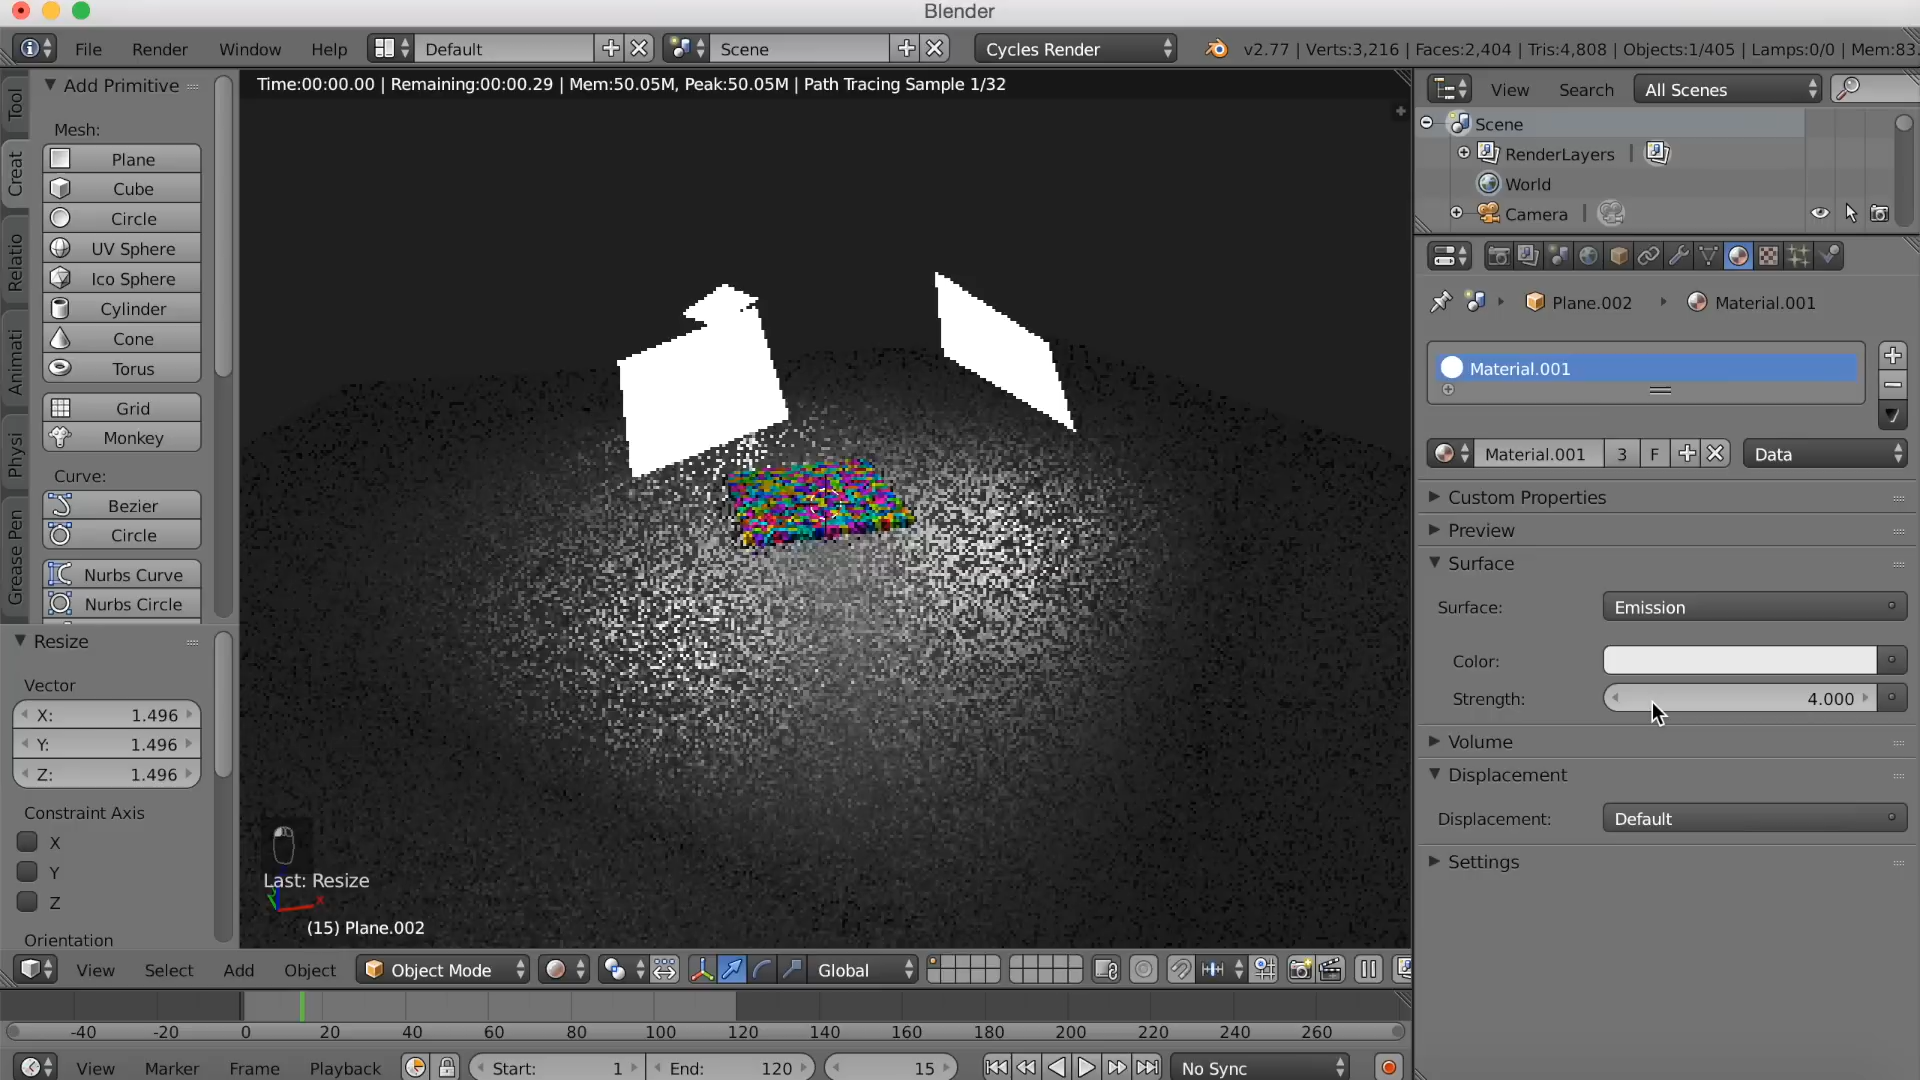 Blender
File Render Window Help Default Scene Cycles Render v2.77 | Verts:3,216 | Faces:2,404 | Tris:4,808 | Objects:1/405 | Lamps:0/0 | Mem:83.
Add Primitive
Time:00:00.00 | Remaining:00:00.29 | Mem:50.05M, Peak:50.05M | Path Tracing Sample 1/32
View Search All Scenes
Scene
RenderLayers
World
Camera
Tool
Creat
Relatio
Animati
Physi
Grease Pen
Mesh:
Plane
Cube
Circle
UV Sphere
Ico Sphere
Cylinder
Cone
Torus
Grid
Monkey
Curve:
Bezier
Circle
Nurbs Curve
Nurbs Circle
Resize
Vector
X: 1.496
Y: 1.496
Z: 1.496
Constraint Axis
X
Y
Z
Orientation
Last: Resize
(15) Plane.002
Plane.002 Material.001
Material.001
Material.001 3 F Data
Custom Properties
Preview
Surface
Surface: Emission
Color:
Strength: 4.000
Volume
Displacement
Displacement: Default
Settings
View Select Add Object Object Mode Global
-40 -20 0 20 40 60 80 100 120 140 160 180 200 220 240 260
View Marker Frame Playback Start: 1 End: 120 15 No Sync